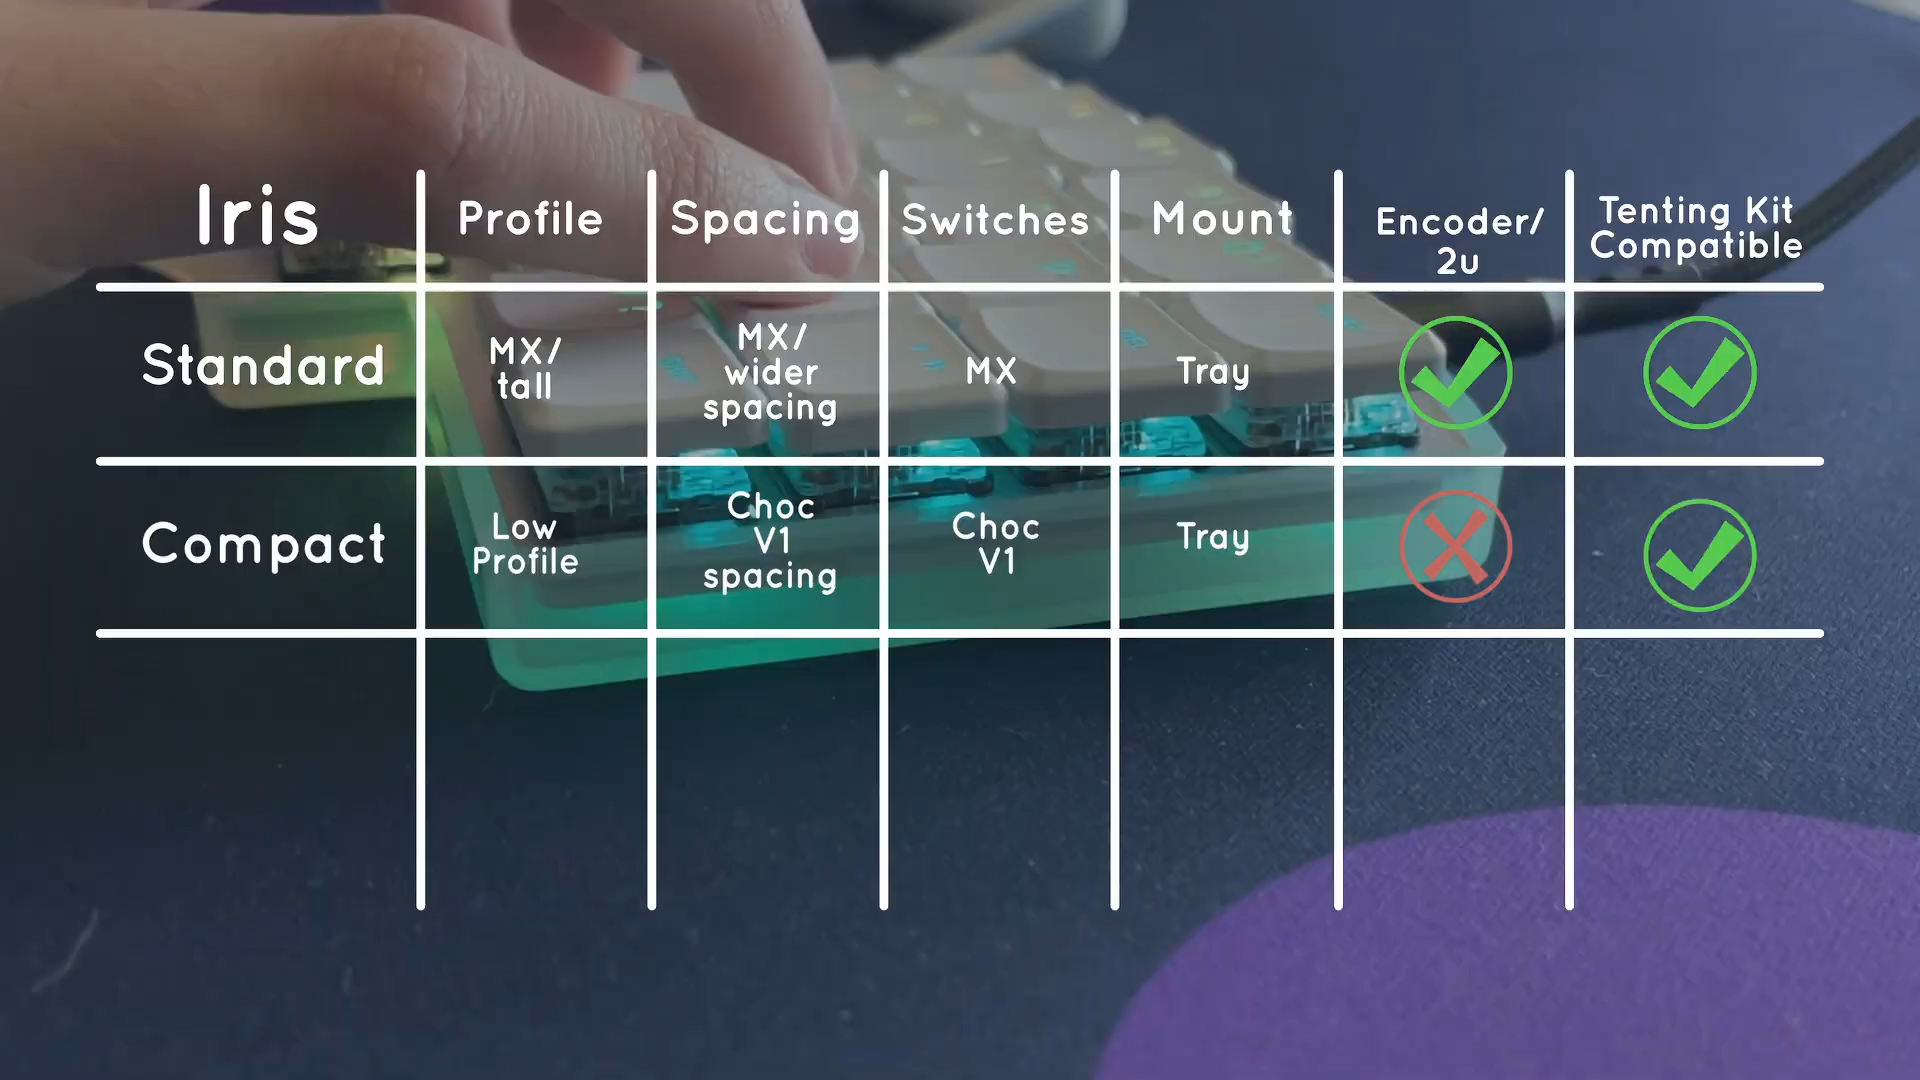 Iris
Profile
Spacing
Switches
Mount
Encoder/
2u
Tenting Kit
Compatible
Standard
MX/
tall
MX/
wider
spacing
MX
Tray
Compact
Low
Profile
Choc
V1
spacing
Choc
V1
Tray